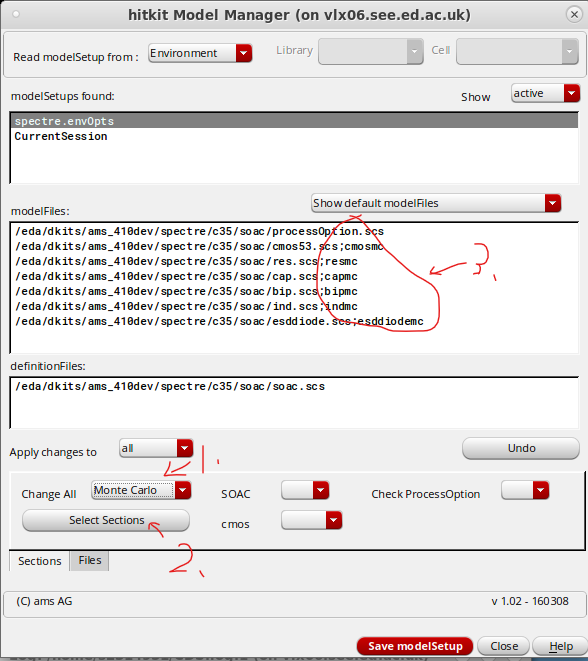 hitkit Model Manager (on vlx06.see.ed.ac.uk)
Read modelSetup from : Environment Library Cell
modelSetups found: Show active
spectre.envOpts
CurrentSession
Show default modelFiles
modelFiles:
/eda/dkits/ams_410dev/spectre/c35/soac/processOption.scs
/eda/dkits/ams_410dev/spectre/c35/soac/cmos53.scs;cmosmc
/eda/dkits/ams_410dev/spectre/c35/soac/res.scs;resmc
/eda/dkits/ams_410dev/spectre/c35/soac/cap.scs;capmc
/eda/dkits/ams_410dev/spectre/c35/soac/bip.scs;bipmc
/eda/dkits/ams_410dev/spectre/c35/soac/ind.scs;indmc
/eda/dkits/ams_410dev/spectre/c35/soac/esddiode.scs;esddiodemc
3.
definitionFiles:
/eda/dkits/ams_410dev/spectre/c35/soac/soac.scs
Apply changes to all Undo
1.
Change All Monte Carlo SOAC Check ProcessOption
Select Sections cmos
2.
Sections Files
(C) ams AG v 1.02 - 160308
Save modelSetup Close Help